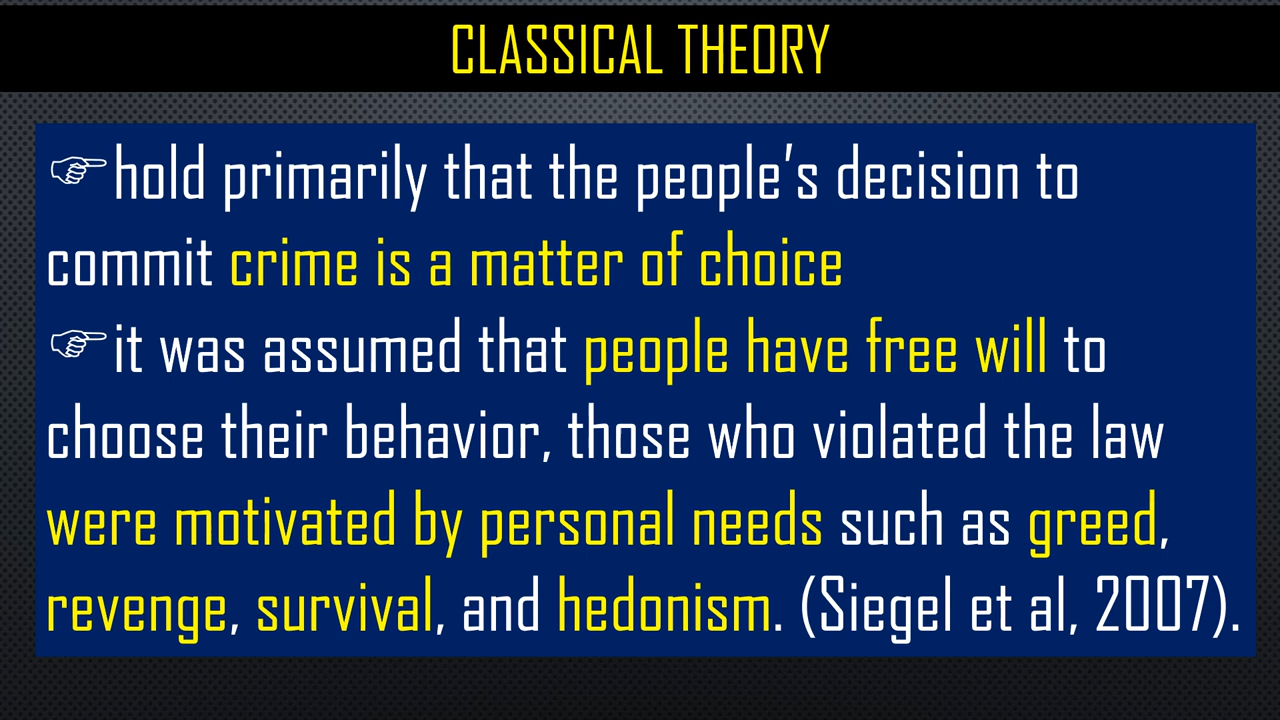 CLASSICAL THEORY
☞hold primarily that the people's decision to
commit crime is a matter of choice
☞it was assumed that people have free will to
choose their behavior, those who violated the law
were motivated by personal needs such as greed,
revenge, survival, and hedonism. (Siegel et al, 2007).